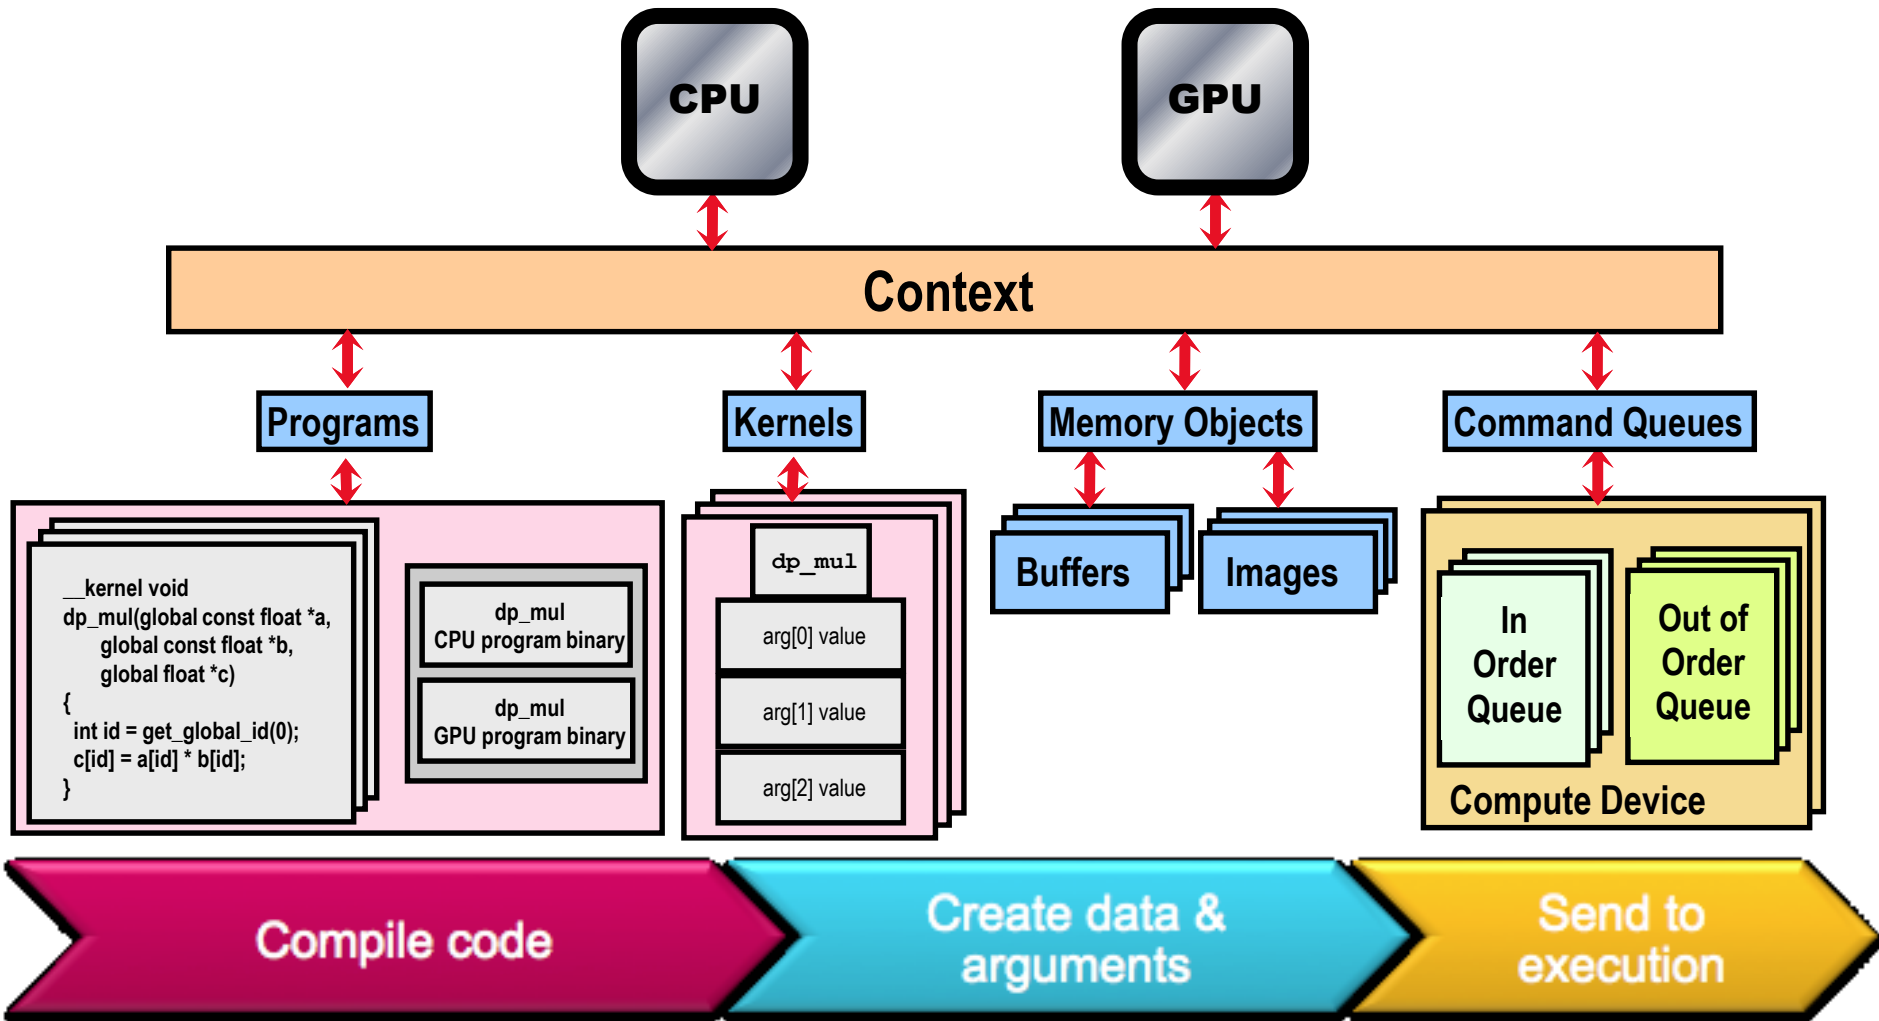 CPU
GPU
Context
Programs
Kernels
Memory Objects
Command Queues
__kernel void
dp_mul(global const float *a,
global const float *b,
global float *c)
{
int id = get_global_id(0);
c[id] = a[id] * b[id];
}
dp_mul
CPU program binary
dp_mul
GPU program binary
dp_mul
arg[0] value
arg[1] value
arg[2] value
Buffers
Images
In
Order
Queue
Out of
Order
Queue
Compute Device
Compile code
Create data &
arguments
Send to
execution